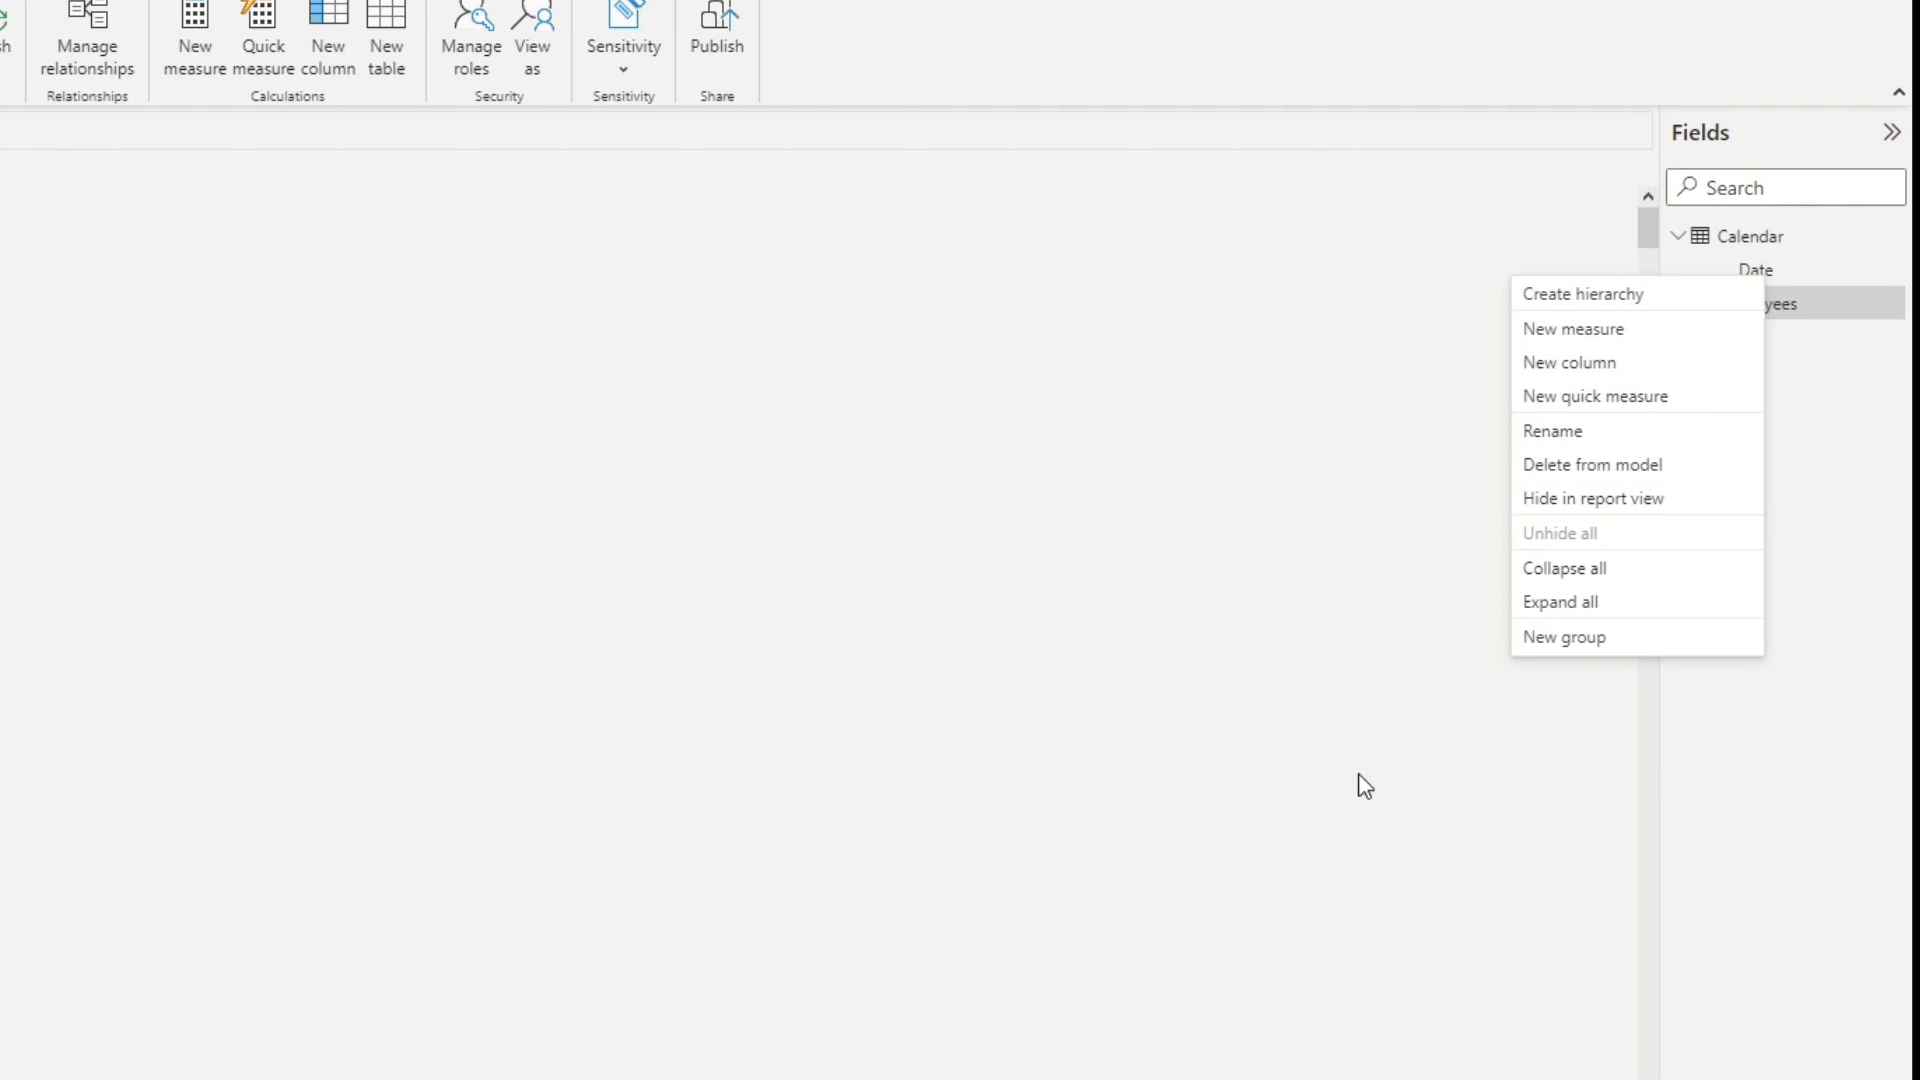 h
Manage
relationships
Relationships
New
measure
Quick
measure
New
column
New
table
Calculations
Manage
roles
View
as
Security
Sensitivity
Sensitivity
Publish
Share
Fields
Search
Calendar
Date
yees
Create hierarchy
New measure
New column
New quick measure
Rename
Delete from model
Hide in report view
Unhide all
Collapse all
Expand all
New group